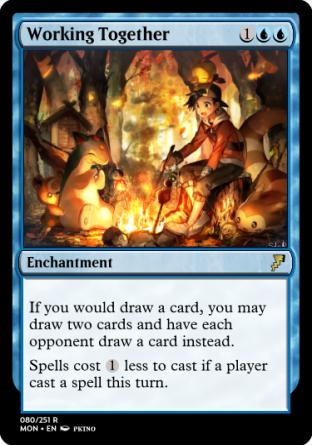 Working Together 1
Enchantment
If you would draw a card, you may
draw two cards and have each
opponent draw a card instead.
Spells cost 1 less to cast if a player
cast a spell this turn.
080/251 R
MON • EN PKTNO